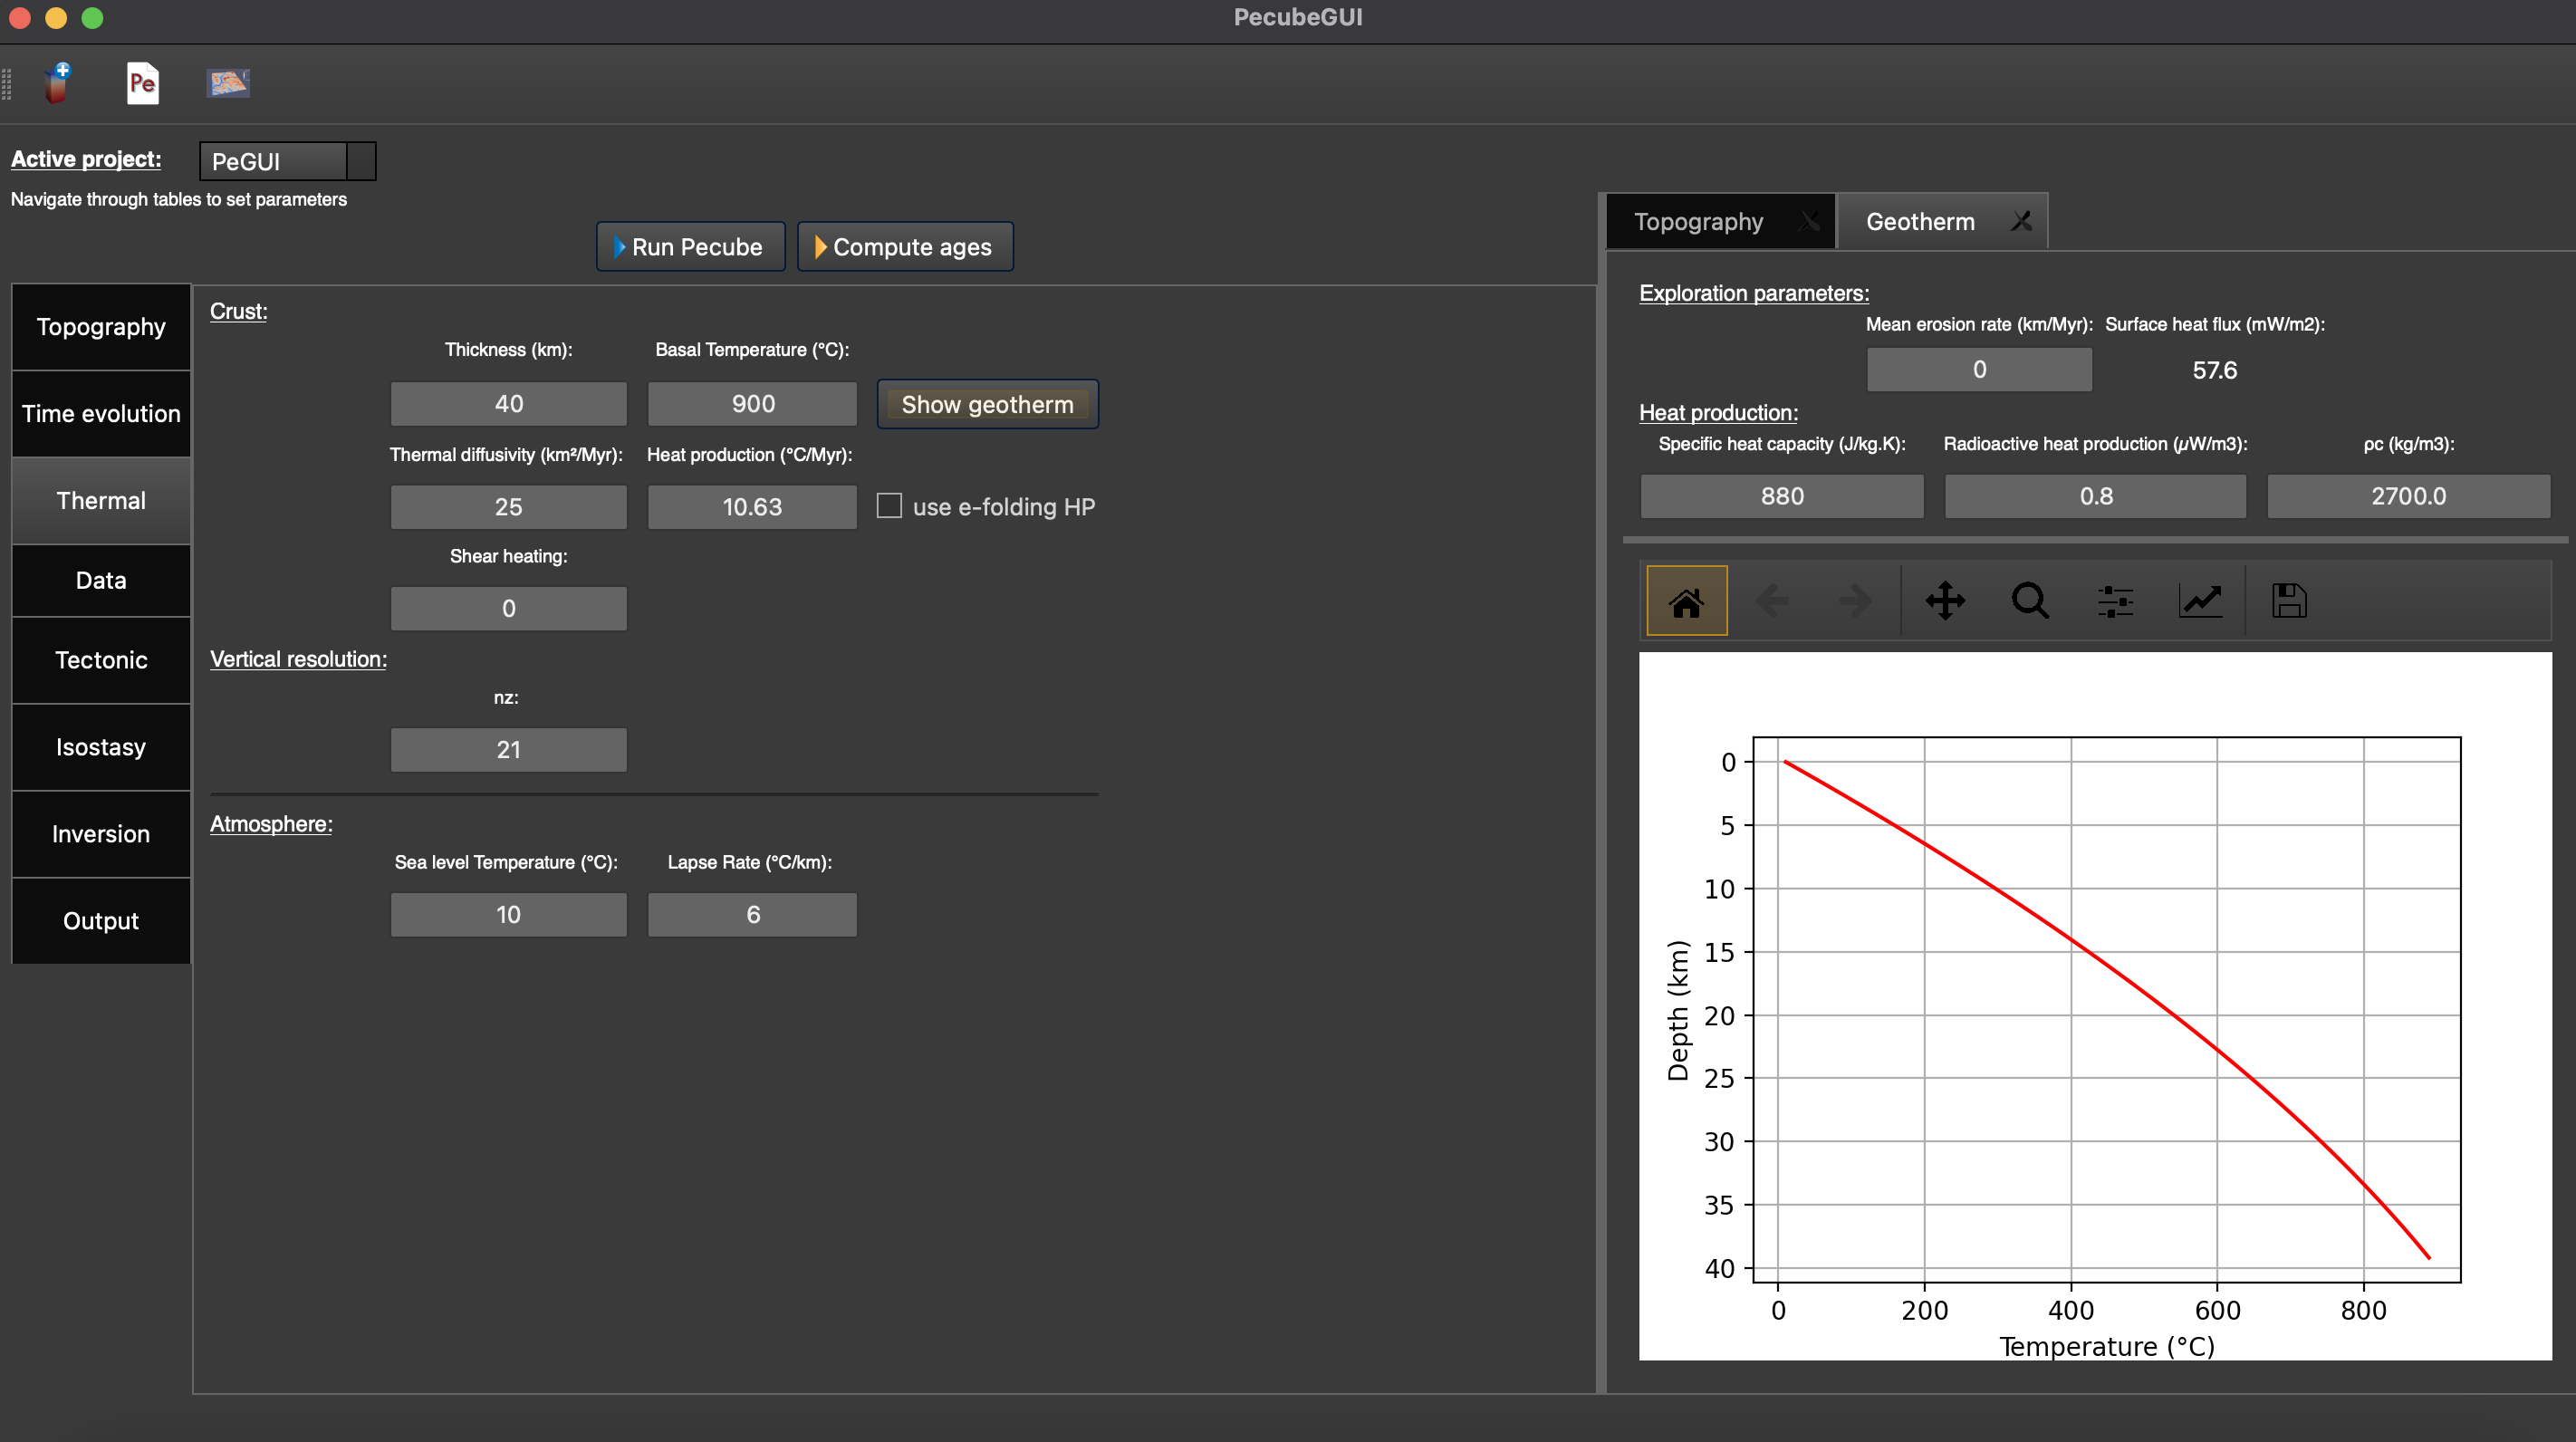 PecubeGUI
Pe
Active project:
PeGUI
Navigate through tables to set parameters
Run Pecube
Compute ages
Topography
Time evolution
Thermal
Data
Tectonic
Isostasy
Inversion
Output
Crust:
Thickness (km): Basal Temperature (°C):
40 900 Show geotherm
Thermal diffusivity (km²/Myr): Heat production (°C/Myr):
25 10.63 use e-folding HP
Shear heating:
0
Vertical resolution:
nz:
21
Atmosphere:
Sea level Temperature (°C): Lapse Rate (°C/km):
10 6
Topography Geotherm
Exploration parameters:
Mean erosion rate (km/Myr): Surface heat flux (mW/m2):
0 57.6
Heat production:
Specific heat capacity (J/kg.K): Radioactive heat production (µW/m3): ρc (kg/m3):
880 0.8 2700.0
Depth (km)
0
5
10
15
20
25
30
35
40
0 200 400 600 800
Temperature (°C)